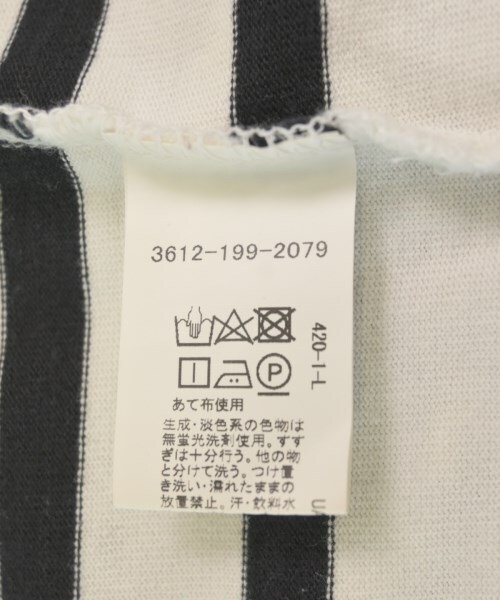 3612-199-2079
420-1-L
あて布使用
生成・淡色系の色物は
無蛍光洗剤使用。すす
ぎは十分行う。他の物
と分けて洗う。つけ置
き洗い・濡れたままの
放置禁止。汗・飲料水
UA